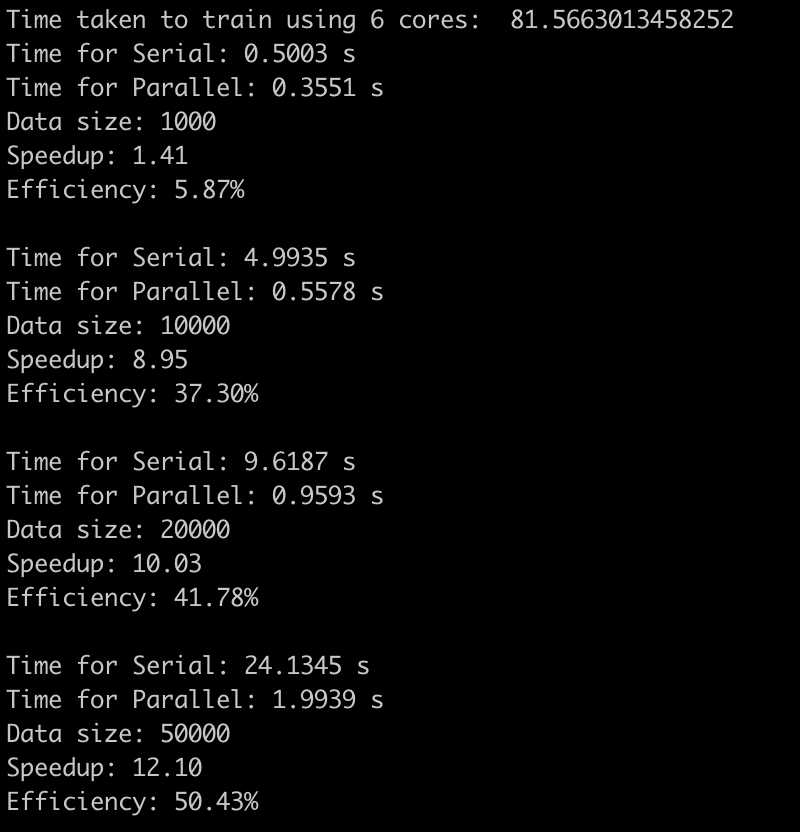 Time taken to train using 6 cores:  81.5663013458252
Time for Serial: 0.5003 s
Time for Parallel: 0.3551 s
Data size: 1000
Speedup: 1.41
Efficiency: 5.87%

Time for Serial: 4.9935 s
Time for Parallel: 0.5578 s
Data size: 10000
Speedup: 8.95
Efficiency: 37.30%

Time for Serial: 9.6187 s
Time for Parallel: 0.9593 s
Data size: 20000
Speedup: 10.03
Efficiency: 41.78%

Time for Serial: 24.1345 s
Time for Parallel: 1.9939 s
Data size: 50000
Speedup: 12.10
Efficiency: 50.43%